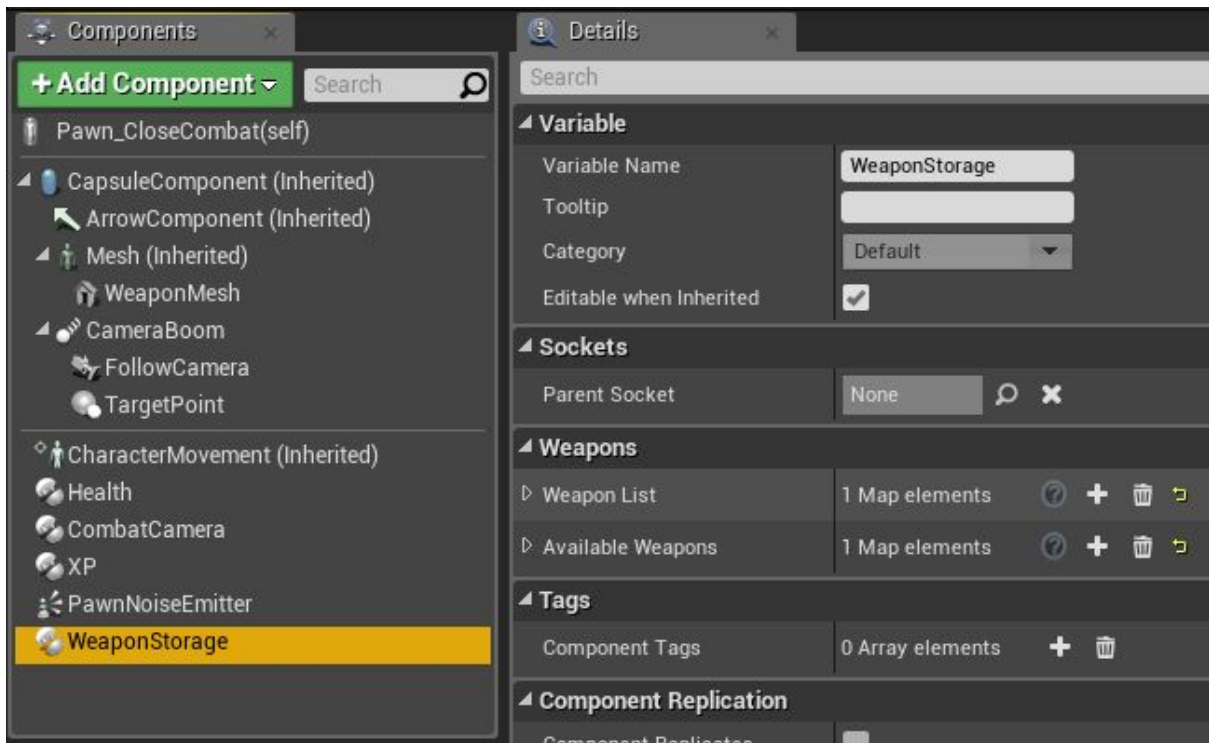 Components
+ Add Component
Search
Pawn_CloseCombat(self)
CapsuleComponent (Inherited)
ArrowComponent (Inherited)
Mesh (Inherited)
WeaponMesh
CameraBoom
FollowCamera
TargetPoint
CharacterMovement (Inherited)
Health
CombatCamera
XP
PawnNoiseEmitter
WeaponStorage
Details
Search
Variable
Variable Name WeaponStorage
Tooltip
Category Default
Editable when Inherited
Sockets
Parent Socket None
Weapons
Weapon List 1 Map elements
Available Weapons 1 Map elements
Tags
Component Tags 0 Array elements
Component Replication
Component Replicates